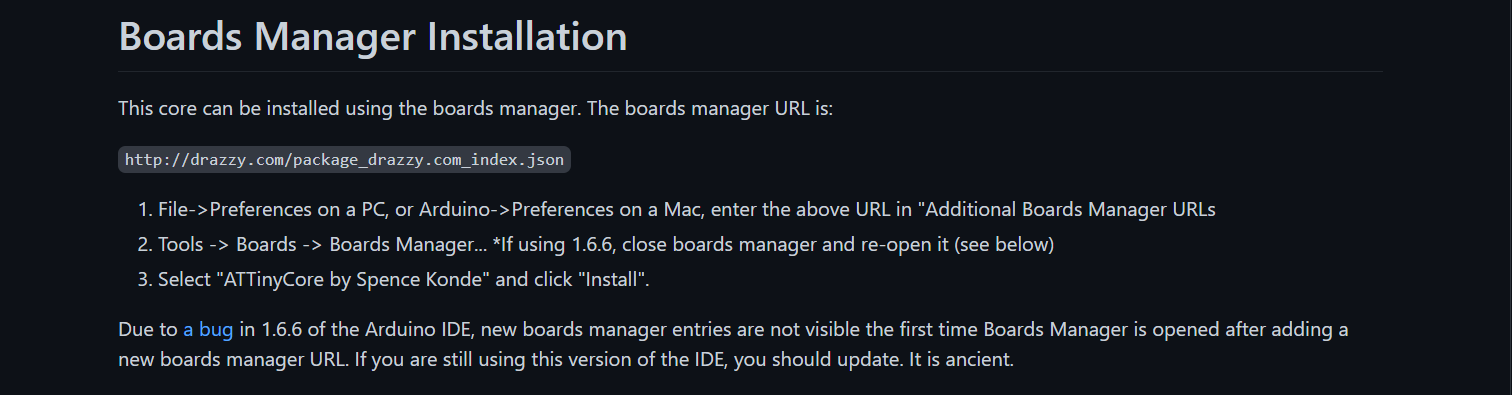 Boards Manager Installation
This core can be installed using the boards manager. The boards manager URL is:
http://drazzy.com/package_drazzy.com_index.json
1. File->Preferences on a PC, or Arduino->Preferences on a Mac, enter the above URL in "Additional Boards Manager URLs
2. Tools -> Boards -> Boards Manager... *If using 1.6.6, close boards manager and re-open it (see below)
3. Select "ATTinyCore by Spence Konde" and click "Install".
Due to a bug in 1.6.6 of the Arduino IDE, new boards manager entries are not visible the first time Boards Manager is opened after adding a
new boards manager URL. If you are still using this version of the IDE, you should update. It is ancient.